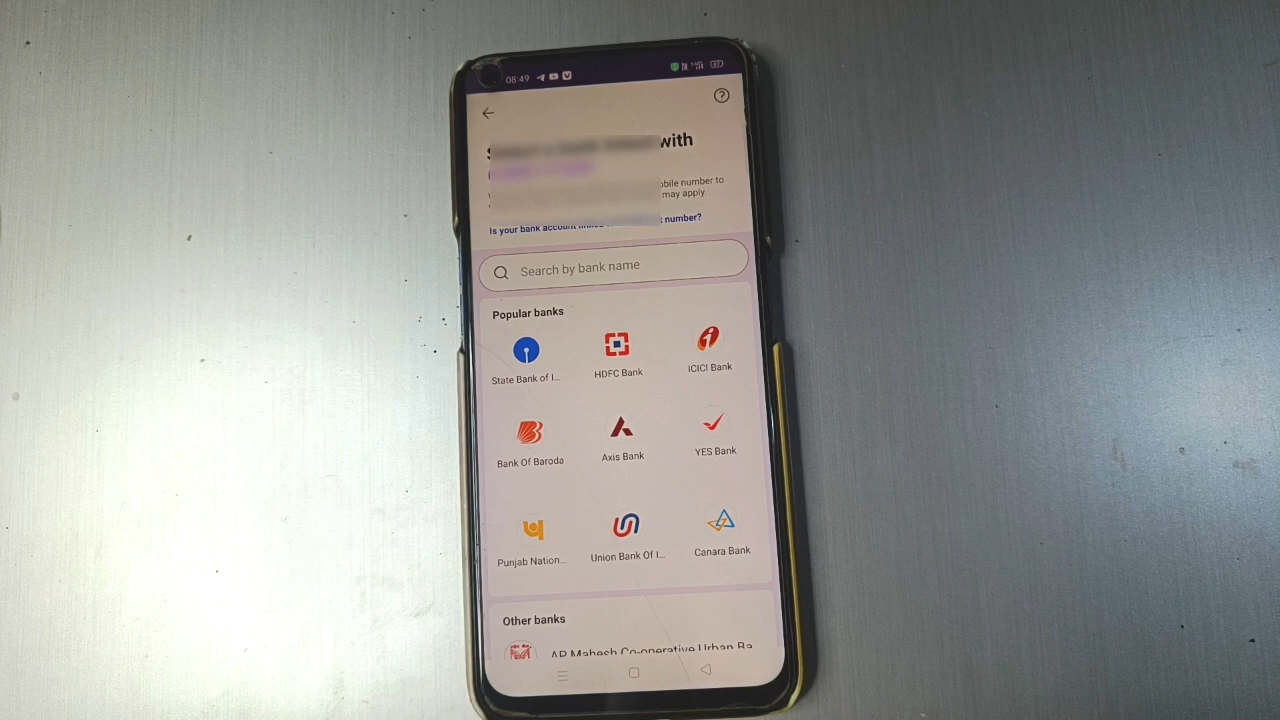 08:49
with
obile number to
may apply.
Is your bank account number?
Search by bank name
Popular banks
State Bank of I...
HDFC Bank
ICICI Bank
Bank Of Baroda
Axis Bank
YES Bank
Punjab Nation...
Union Bank Of I...
Canara Bank
Other banks
AP Mahesh Co-operative Urban Ba